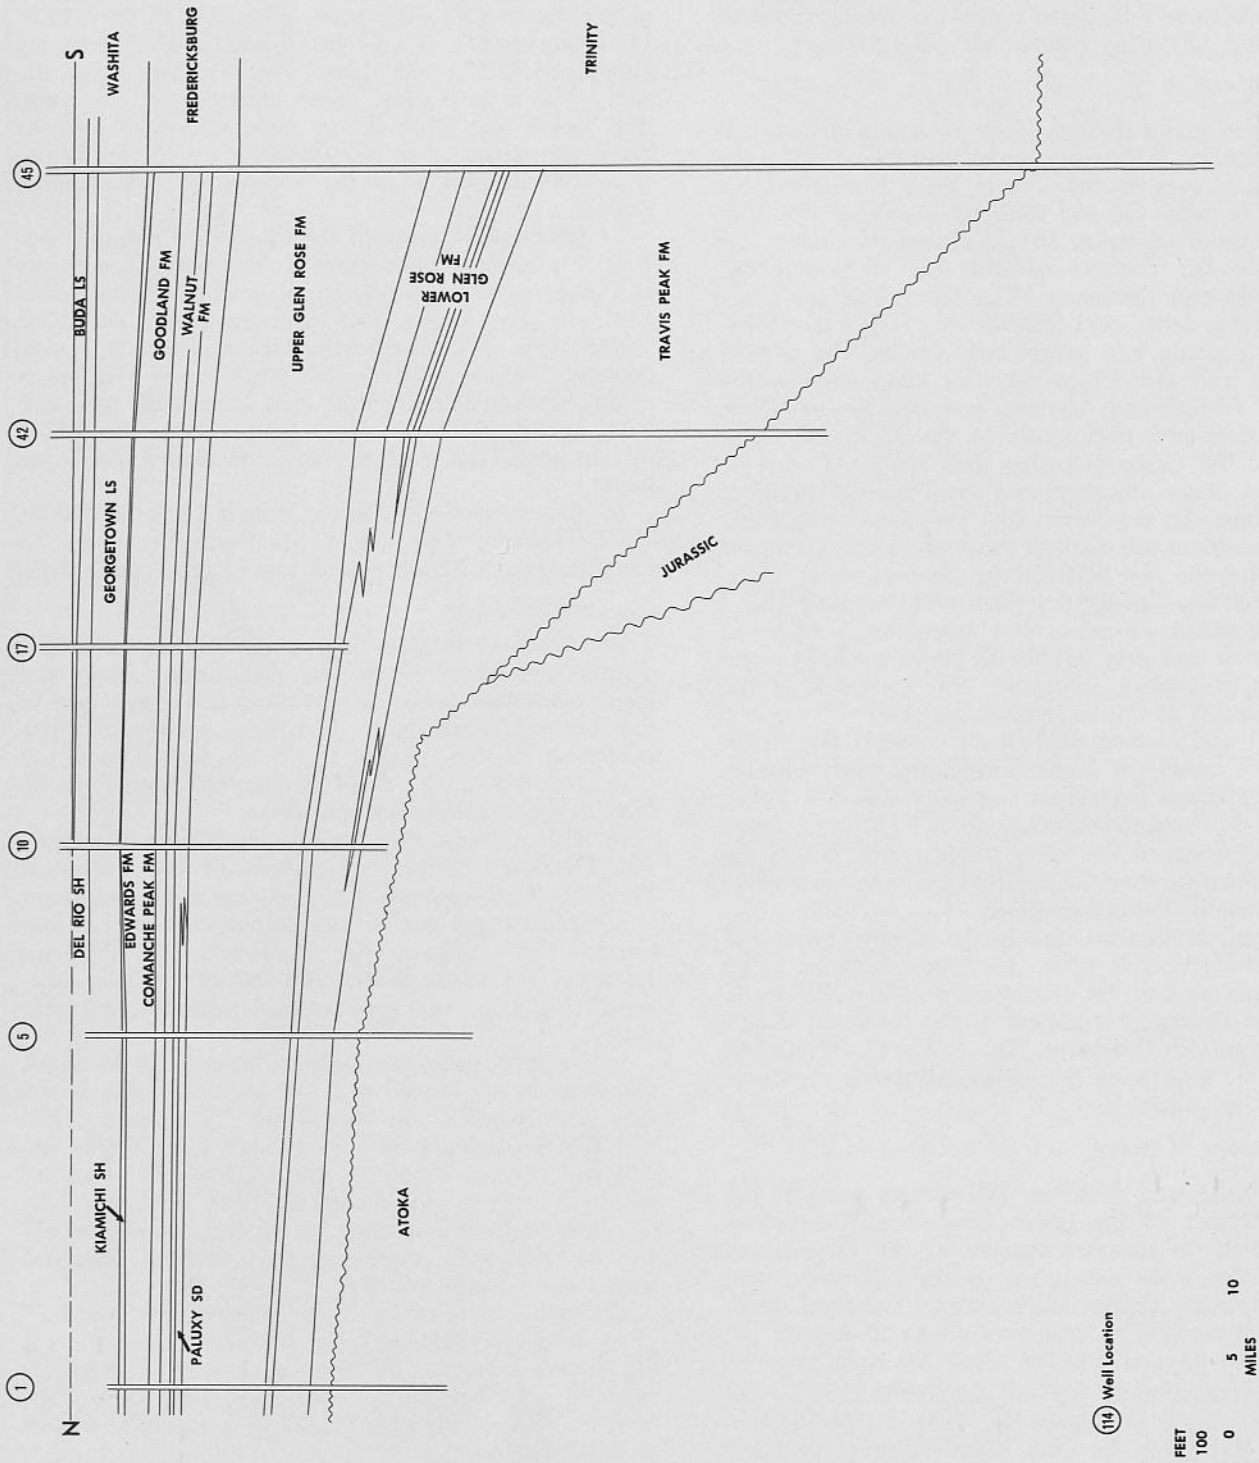 N
S
1
5
10
17
42
45
WASHITA
FREDERICKSBURG
TRINITY
DEL RIO SH
BUDA LS
KIAMICHI SH
EDWARDS FM
COMANCHE PEAK FM
GEORGETOWN LS
GOODLAND FM
WALNUT
FM
PALUXY SD
UPPER GLEN ROSE FM
LOWER
GLEN ROSE
FM
TRAVIS PEAK FM
JURASSIC
ATOKA
114 Well Location
FEET
100
0 5 10
MILES